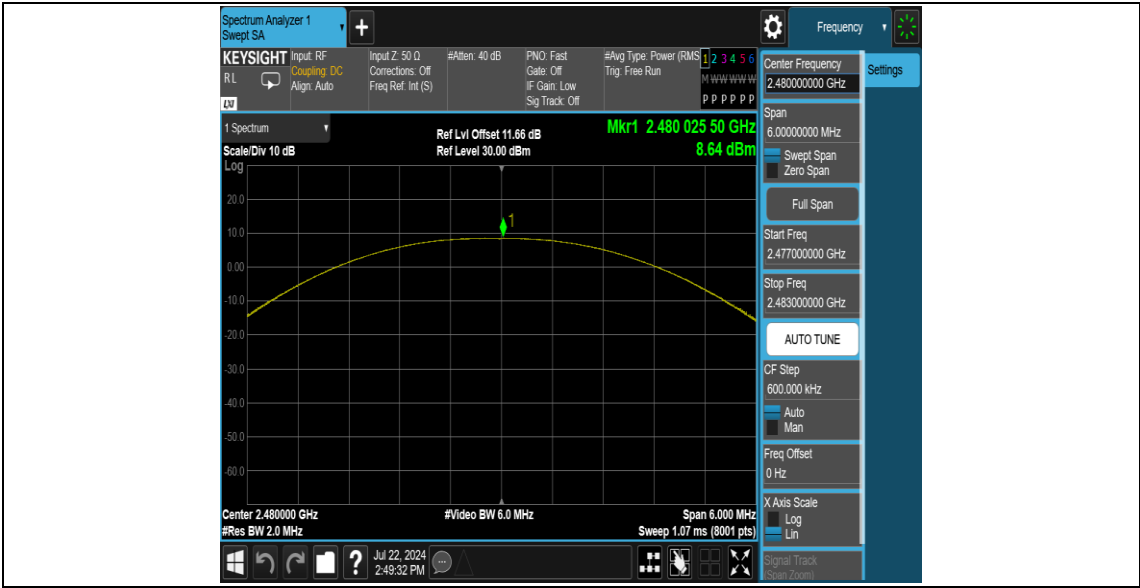 Spectrum Analyzer 1
Swept SA
+
Frequency
KEYSIGHT
Input: RF
Coupling: DC
Align: Auto
RL
LXI
Input Z: 50 Ω
Corrections: Off
Freq Ref: Int (S)
#Atten: 40 dB
PNO: Fast
Gate: Off
IF Gain: Low
Sig Track: Off
#Avg Type: Power (RMS
Trig: Free Run
1 2 3 4 5 6
M W W W W W
P P P P P P
Center Frequency
2.480000000 GHz
Settings
1 Spectrum
Scale/Div 10 dB
Ref Lvl Offset 11.66 dB
Ref Level 30.00 dBm
Mkr1 2.480 025 50 GHz
8.64 dBm
Span
6.00000000 MHz
Swept Span
Zero Span
Full Span
Start Freq
2.477000000 GHz
Stop Freq
2.483000000 GHz
AUTO TUNE
CF Step
600.000 kHz
Auto
Man
Freq Offset
0 Hz
X Axis Scale
Log
Lin
Signal Track
(Span Zoom)
Log
20.0
10.0
0.00
-10.0
-20.0
-30.0
-40.0
-50.0
-60.0
1
Center 2.480000 GHz
#Res BW 2.0 MHz
#Video BW 6.0 MHz
Span 6.000 MHz
Sweep 1.07 ms (8001 pts)
?
Jul 22, 2024
2:49:32 PM